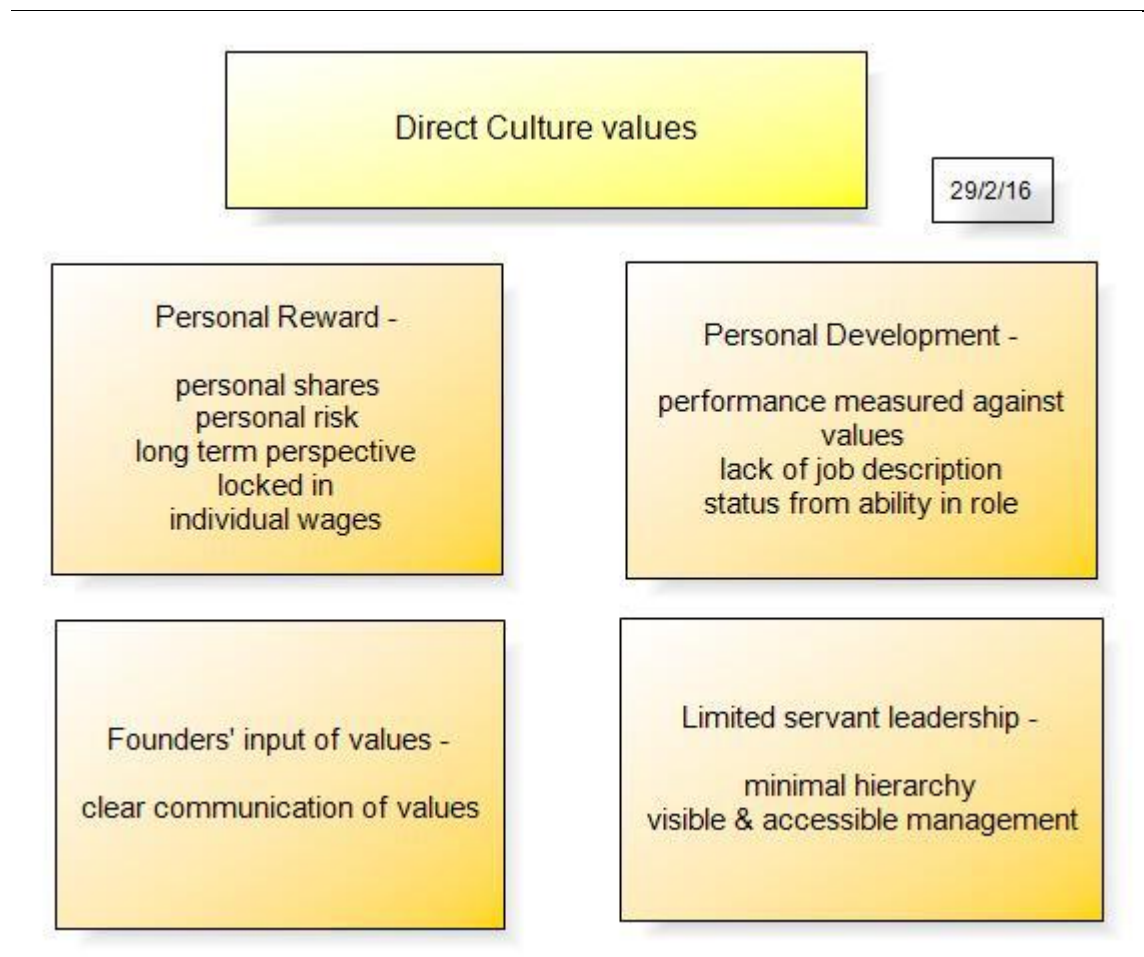 Direct Culture values
29/2/16
Personal Reward -
personal shares
personal risk
long term perspective
locked in
individual wages
Personal Development -
performance measured against
values
lack of job description
status from ability in role
Founders' input of values -
clear communication of values
Limited servant leadership -
minimal hierarchy
visible & accessible management